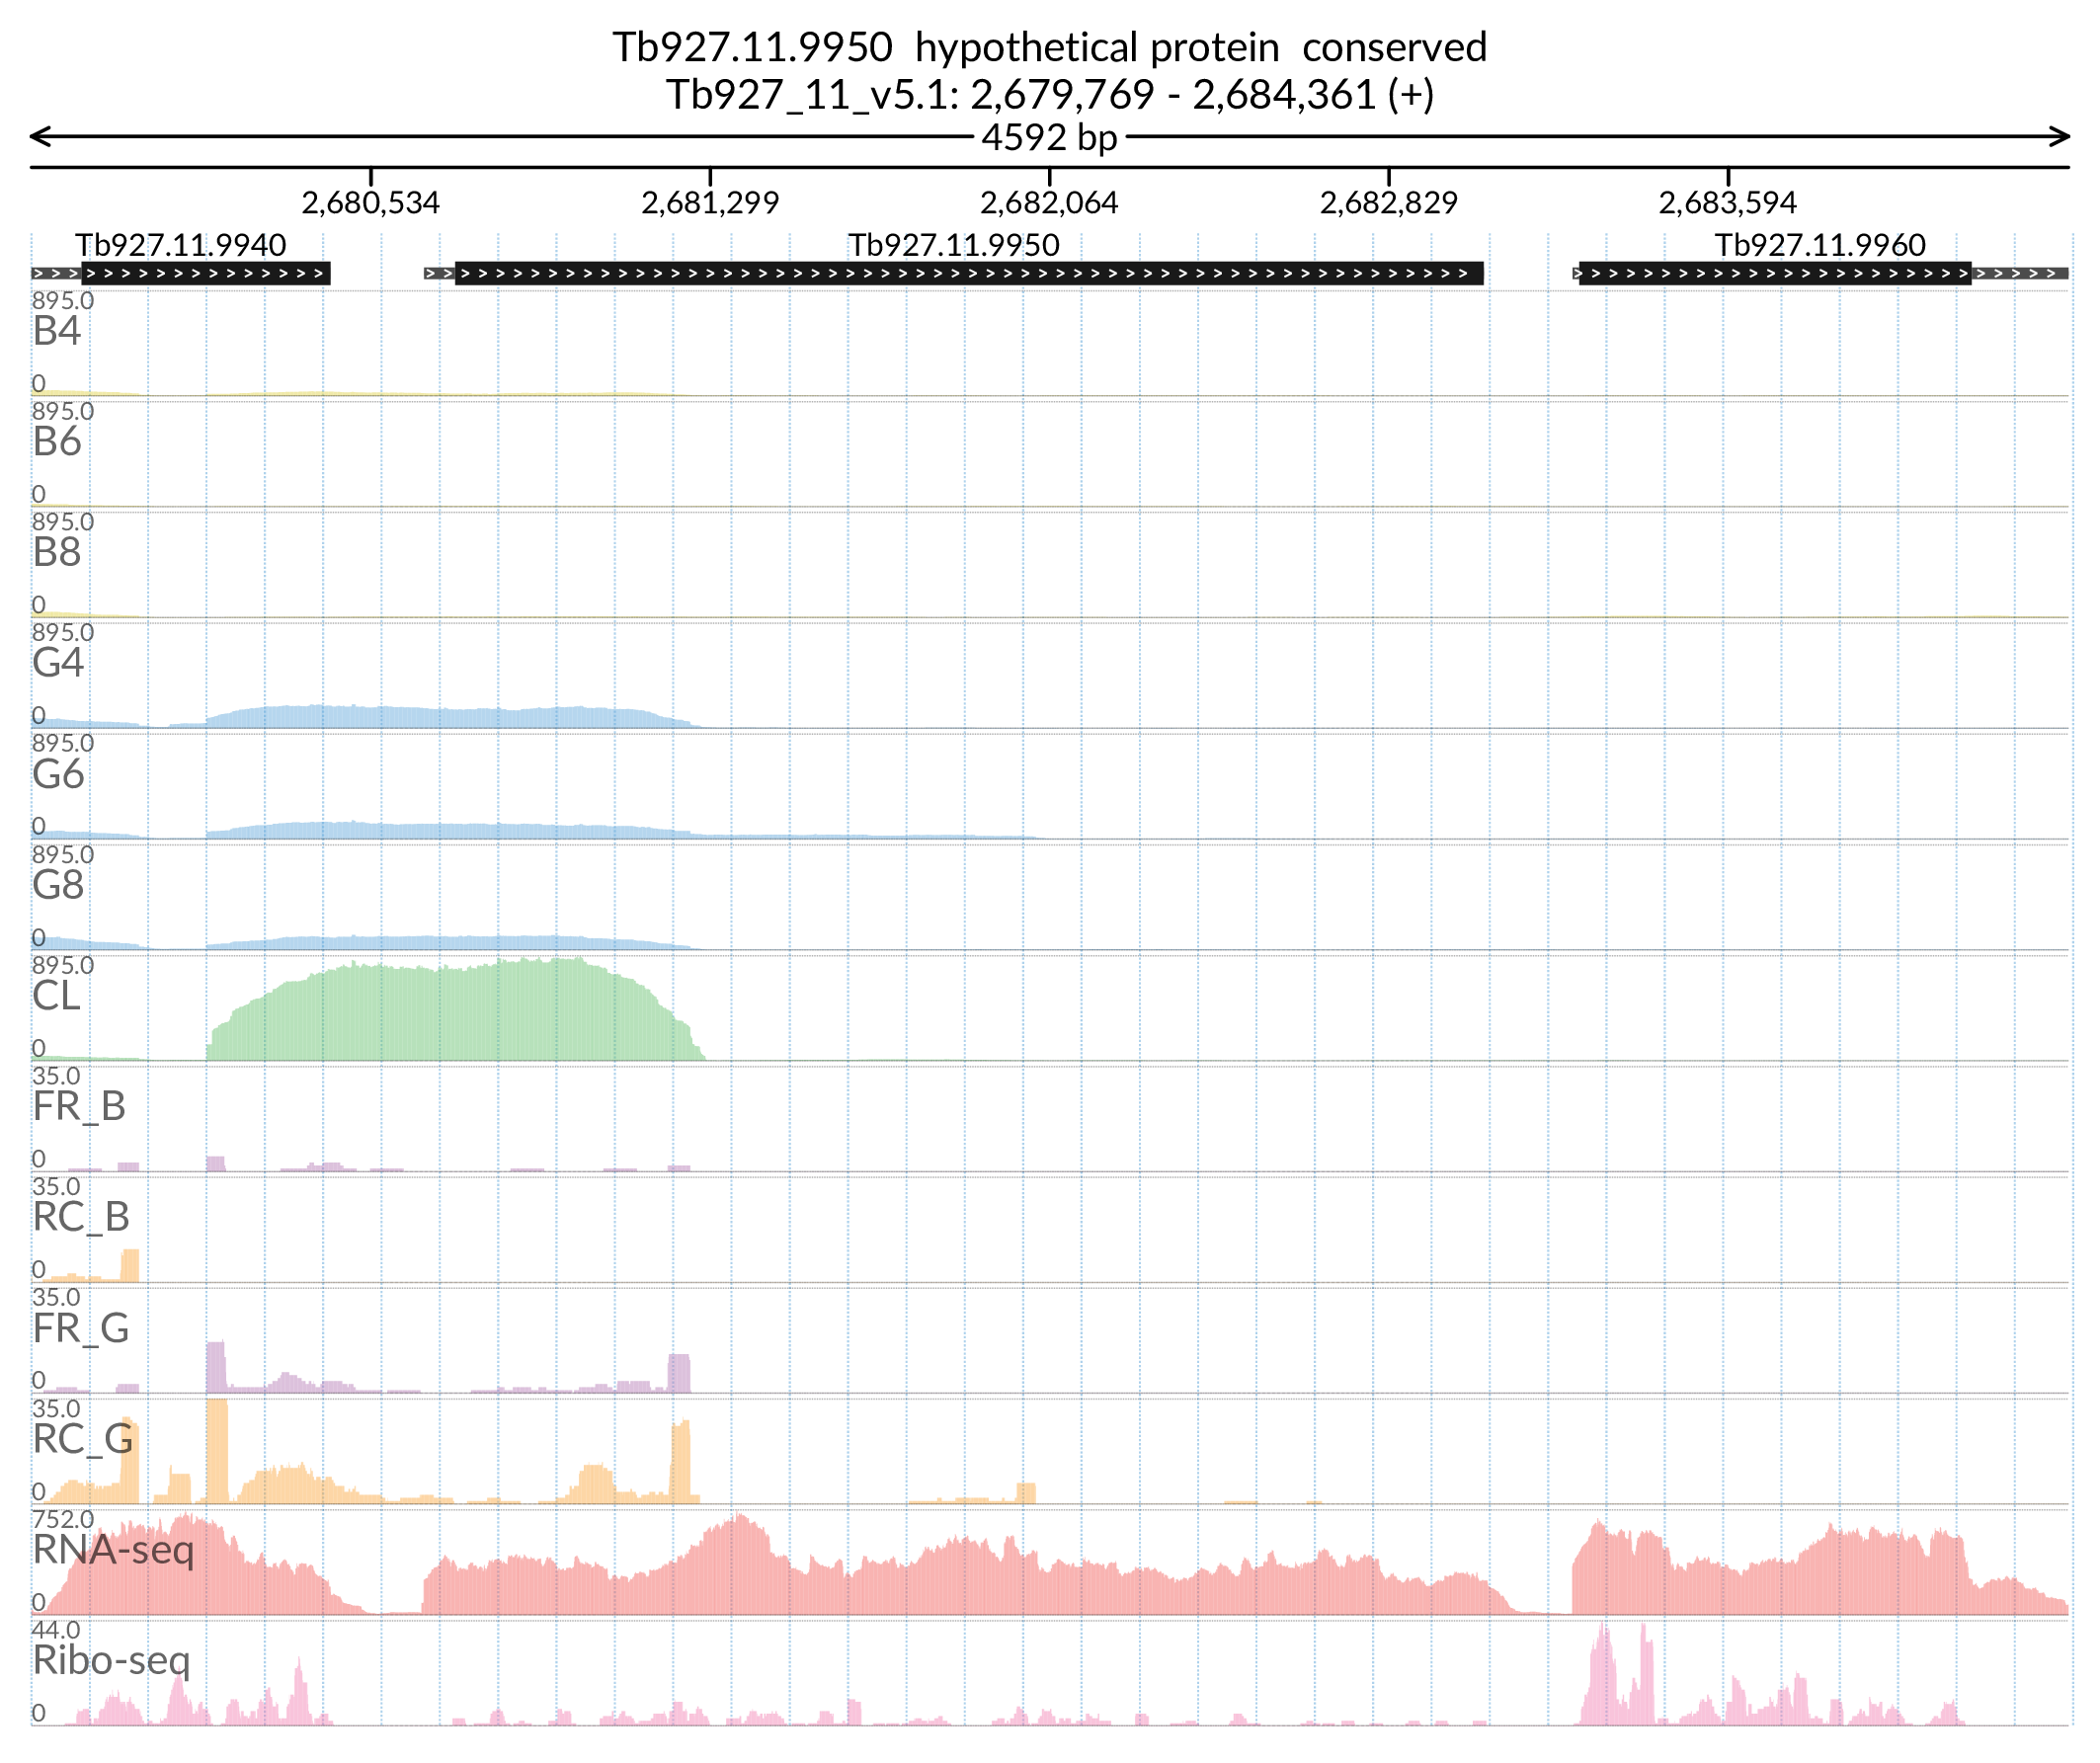 Tb927.11.9950 hypothetical protein conserved
Tb927_11_v5.1: 2,679,769 - 2,684,361 (+)
4592 bp
2,680,534 2,681,299 2,682,064 2,682,829 2,683,594
Tb927.11.9940 Tb927.11.9950 Tb927.11.9960
895.0
B4
0
895.0
B6
0
895.0
B8
0
895.0
G4
0
895.0
G6
0
895.0
G8
0
895.0
CL
0
35.0
FR_B
0
35.0
RC_B
0
35.0
FR_G
0
35.0
RC_G
0
752.0
RNA-seq
0
44.0
Ribo-seq
0